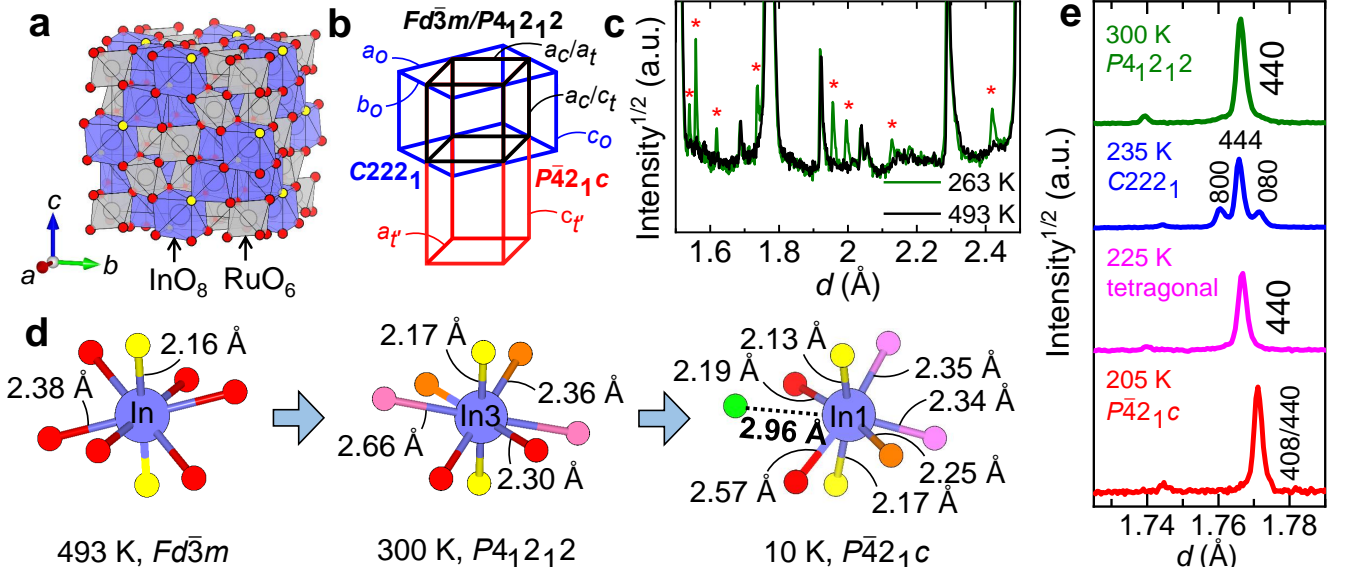 a
c
a
b
InO₈ RuO₆
b
Fd3̅m/P4₁2₁2
a_o
b_o
a_c/a_t
a_c/c_t
c_o
C222₁
P4̅2₁c
a_t'
c_t'
c
Intensity^1/2 (a.u.)
* * * * * * * *
263 K
493 K
1.6 1.8 2 2.2 2.4
d (Å)
d
2.16 Å
2.38 Å
In
493 K, Fd3̅m
2.17 Å
2.36 Å
In3
2.66 Å
2.30 Å
300 K, P4₁2₁2
2.13 Å
2.35 Å
2.19 Å
2.34 Å
In1
2.96 Å
2.25 Å
2.57 Å
2.17 Å
10 K, P4̅2₁c
e
Intensity^1/2 (a.u.)
300 K
P4₁2₁2
440
235 K
C222₁
800
444
080
225 K
tetragonal
440
205 K
P4̅2₁c
408/440
1.74 1.76 1.78
d (Å)